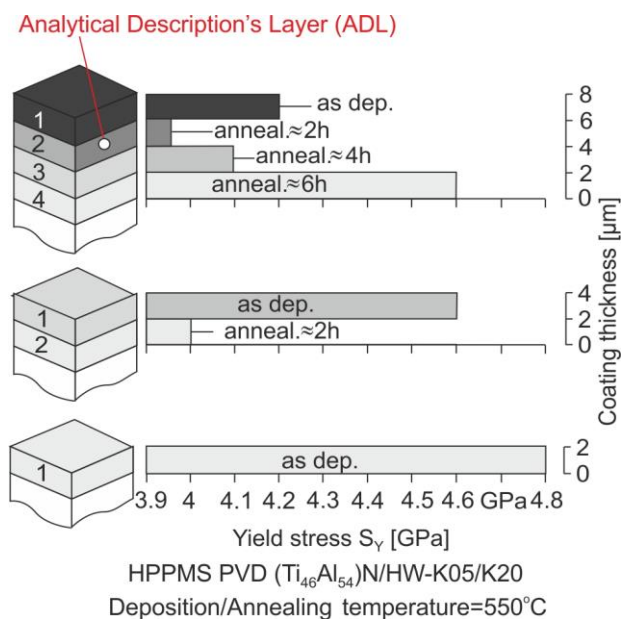 Analytical Description's Layer (ADL)
1
2
3
4
as dep.
anneal.≈2h
anneal.≈4h
anneal.≈6h
8
6
4
2
0
1
2
as dep.
anneal.≈2h
4
2
0
Coating thickness [µm]
1
as dep.
2
0
3.9 4 4.1 4.2 4.3 4.4 4.5 4.6 GPa 4.8
Yield stress S_Y [GPa]
HPPMS PVD (Ti₄₆Al₅₄)N/HW-K05/K20
Deposition/Annealing temperature=550°C